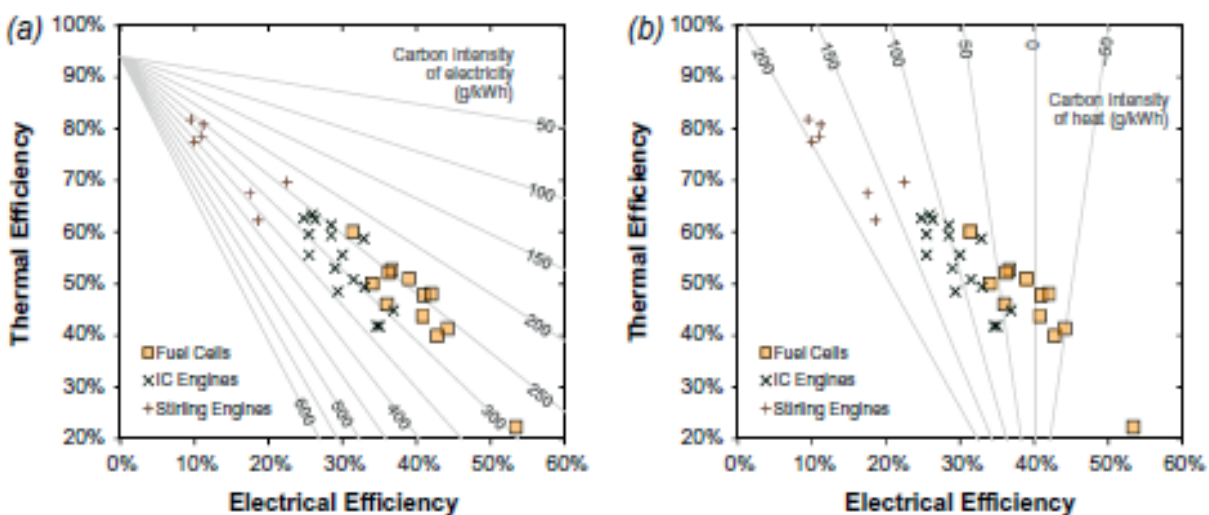 (a)
100%
90%
80%
70%
60%
50%
40%
30%
20%
Thermal Efficiency
Carbon Intensity
of electricity
(g/kWh)
50
100
150
200
250
300
400
600
Fuel Cells
IC Engines
Stirling Engines
0% 10% 20% 30% 40% 50% 60%
Electrical Efficiency
(b)
100%
90%
80%
70%
60%
50%
40%
30%
20%
Thermal Efficiency
200
150
100
50
0
-50
Carbon Intensity
of heat (g/kWh)
Fuel Cells
IC Engines
Stirling Engines
0% 10% 20% 30% 40% 50% 60%
Electrical Efficiency